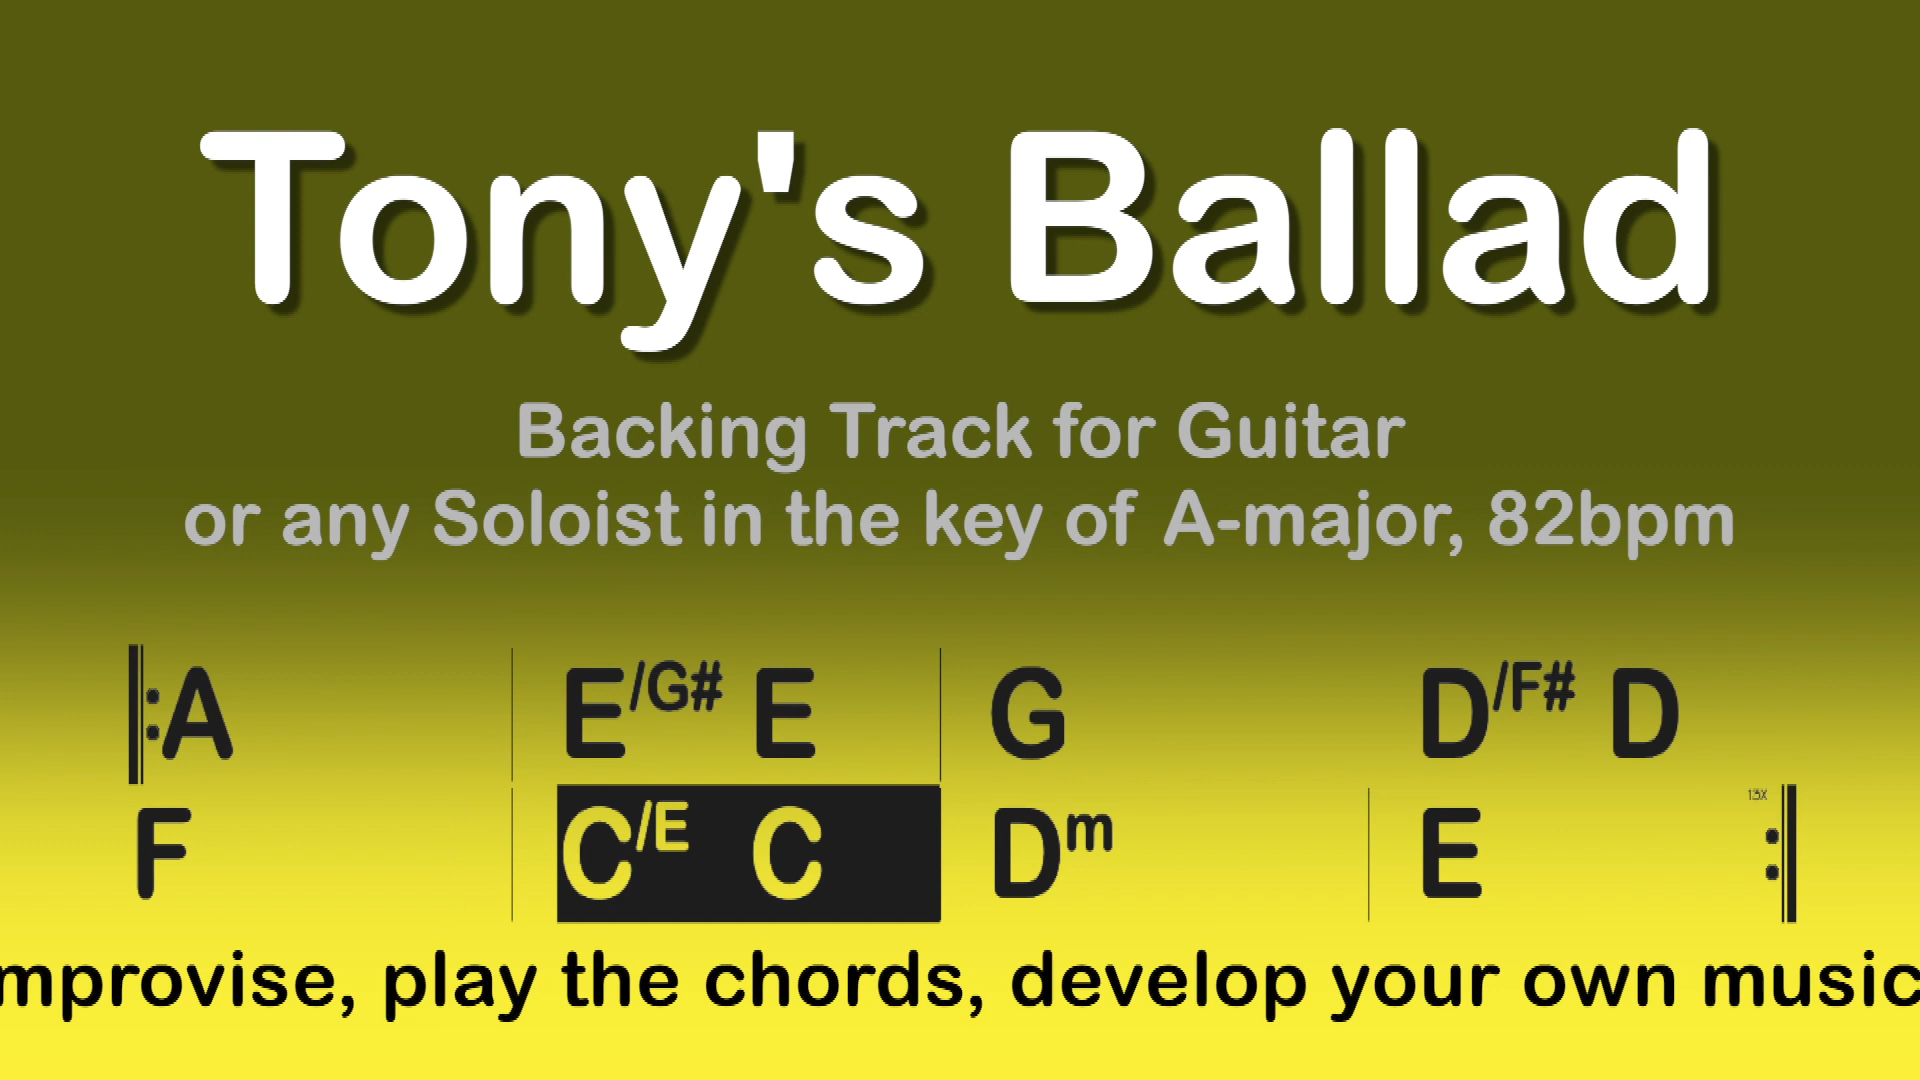 Tony's Ballad
Backing Track for Guitar
or any Soloist in the key of A-major, 82bpm
A E/G# E G D/F# D
13X
F C/E C Dm E
mprovise, play the chords, develop your own music